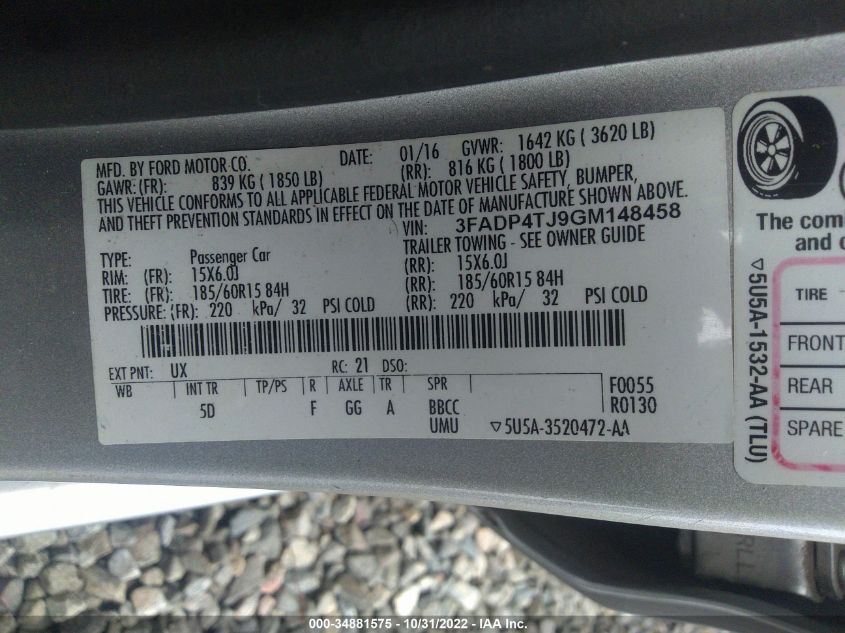 MFD. BY FORD MOTOR CO. DATE: 01/16 GVWR: 1642 KG ( 3620 LB)
GAWR:(FR): 839 KG ( 1850 LB) (RR): 816 KG ( 1800 LB)
THIS VEHICLE CONFORMS TO ALL APPLICABLE FEDERAL MOTOR VEHICLE SAFETY, BUMPER,
AND THEFT PREVENTION STANDARDS IN EFFECT ON THE DATE OF MANUFACTURE SHOWN ABOVE.
VIN: 3FADP4TJ9GM148458
TYPE: Passenger Car TRAILER TOWING - SEE OWNER GUIDE
RIM: (FR): 15X6.0J (RR): 15X6.0J
TIRE: (FR): 185/60R15 84H (RR): 185/60R15 84H
PRESSURE: (FR): 220 kPa/ 32 PSI COLD (RR): 220 kPa/ 32 PSI COLD
EXT PNT: UX RC: 21 DSO:
WB INT TR TP/PS R AXLE TR SPR F0055
5D F GG A BBCC R0130
UMU ▽5U5A-3520472-AA
The com
and
▽5U5A-1532-AA (TLU)
TIRE
FRONT
REAR
SPARE
000-34881575 - 10/31/2022 - IAA Inc.